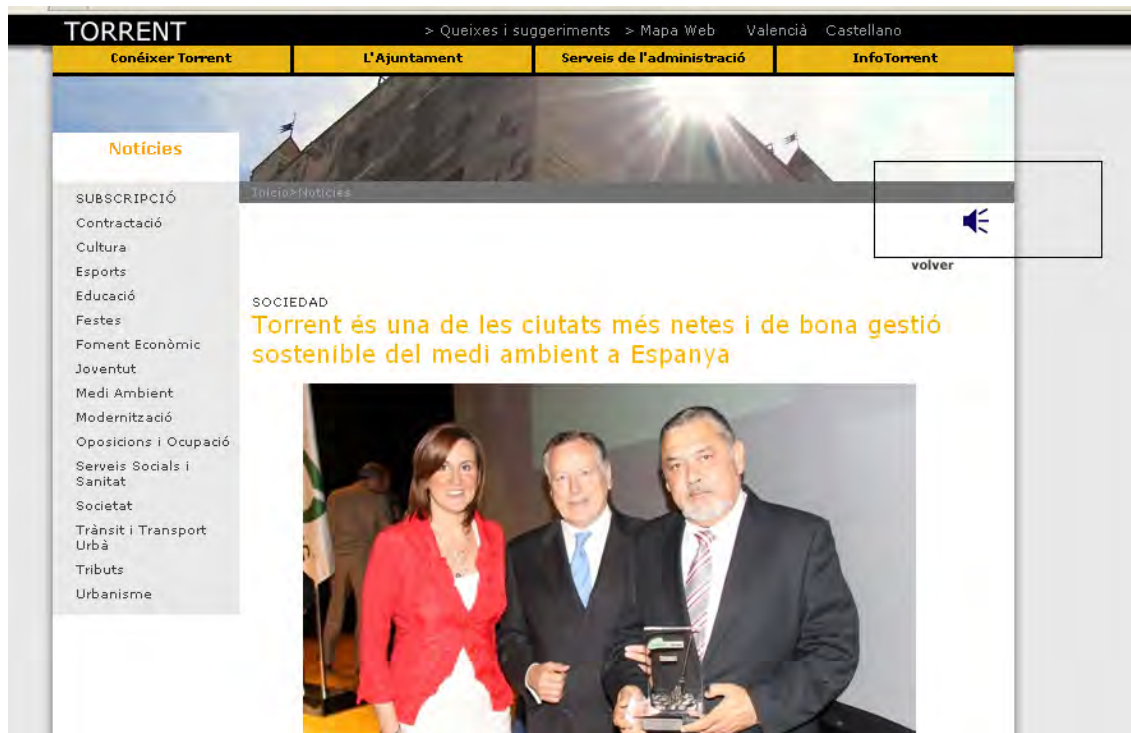 TORRENT
> Queixes i suggeriments > Mapa Web Valencià Castellano
Conéixer Torrent L'Ajuntament Serveis de l'administració InfoTorrent
Notícies
Inicio>Notícies
SUBSCRIPCIÓ
Contractació
Cultura
Esports
Educació
Festes
Foment Econòmic
Joventut
Medi Ambient
Modernització
Oposicions i Ocupació
Serveis Socials i
Sanitat
Societat
Trànsit i Transport
Urbà
Tributs
Urbanisme
volver
SOCIEDAD
Torrent és una de les ciutats més netes i de bona gestió
sostenible del medi ambient a Espanya